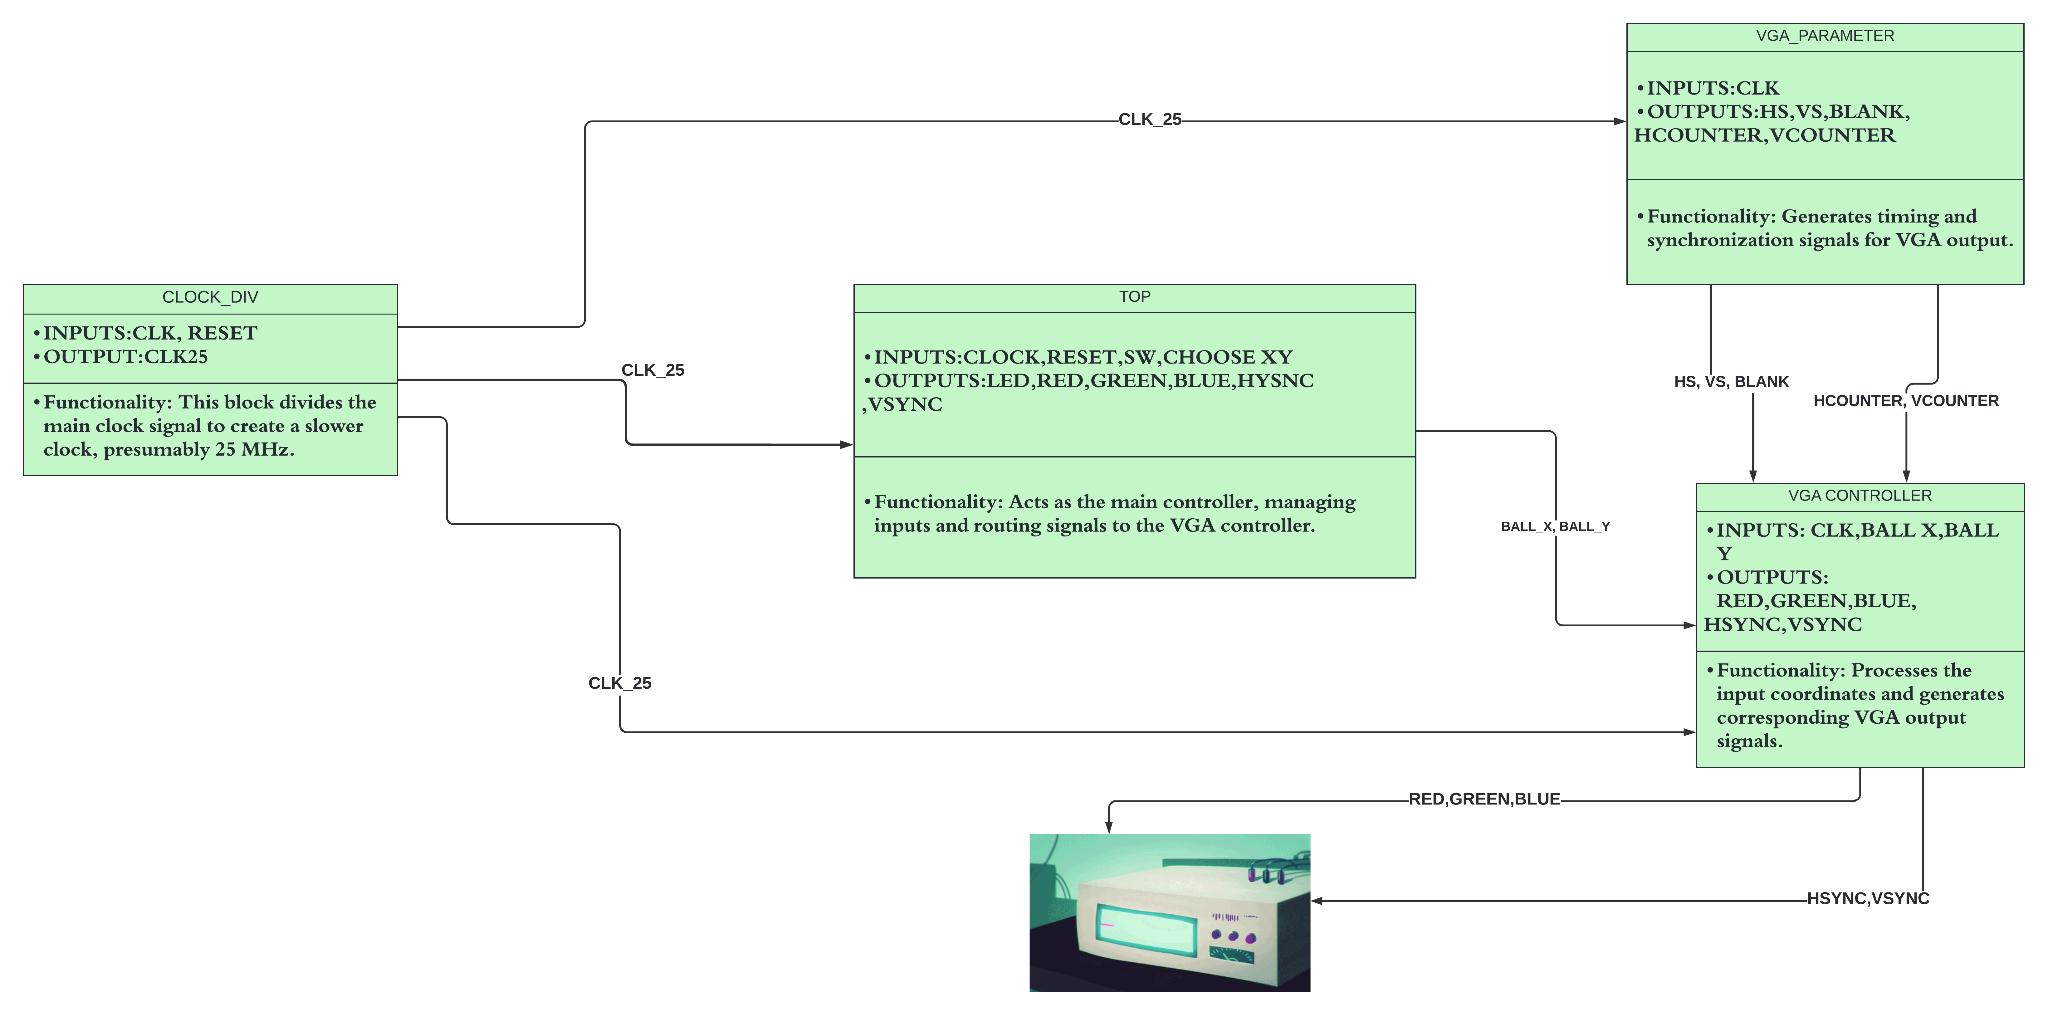 VGA_PARAMETER
•INPUTS:CLK
•OUTPUTS:HS,VS,BLANK,
HCOUNTER,VCOUNTER
•Functionality: Generates timing and
synchronization signals for VGA output.
CLK_25
CLOCK_DIV
•INPUTS:CLK, RESET
•OUTPUT:CLK25
•Functionality: This block divides the
main clock signal to create a slower
clock, presumably 25 MHz.
CLK_25
TOP
•INPUTS:CLOCK,RESET,SW,CHOOSE XY
•OUTPUTS:LED,RED,GREEN,BLUE,HYSNC
,VSYNC
•Functionality: Acts as the main controller, managing
inputs and routing signals to the VGA controller.
HS, VS, BLANK
HCOUNTER, VCOUNTER
BALL_X, BALL_Y
VGA CONTROLLER
•INPUTS: CLK,BALL X,BALL
Y
•OUTPUTS:
RED,GREEN,BLUE,
HSYNC,VSYNC
•Functionality: Processes the
input coordinates and generates
corresponding VGA output
signals.
CLK_25
RED,GREEN,BLUE
HSYNC,VSYNC